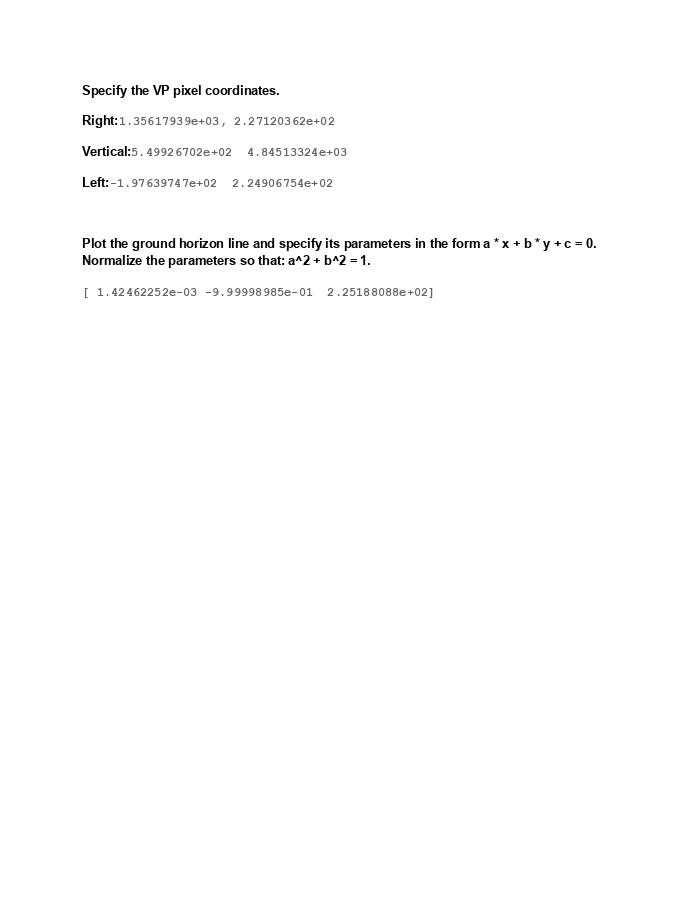 Specify the VP pixel coordinates.
Right:1.35617939e+03, 2.27120362e+02
Vertical:5.49926702e+02  4.84513324e+03
Left:-1.97639747e+02  2.24906754e+02
Plot the ground horizon line and specify its parameters in the form a * x + b * y + c = 0.
Normalize the parameters so that: a^2 + b^2 = 1.
[ 1.42462252e-03 -9.99998985e-01  2.25188088e+02]